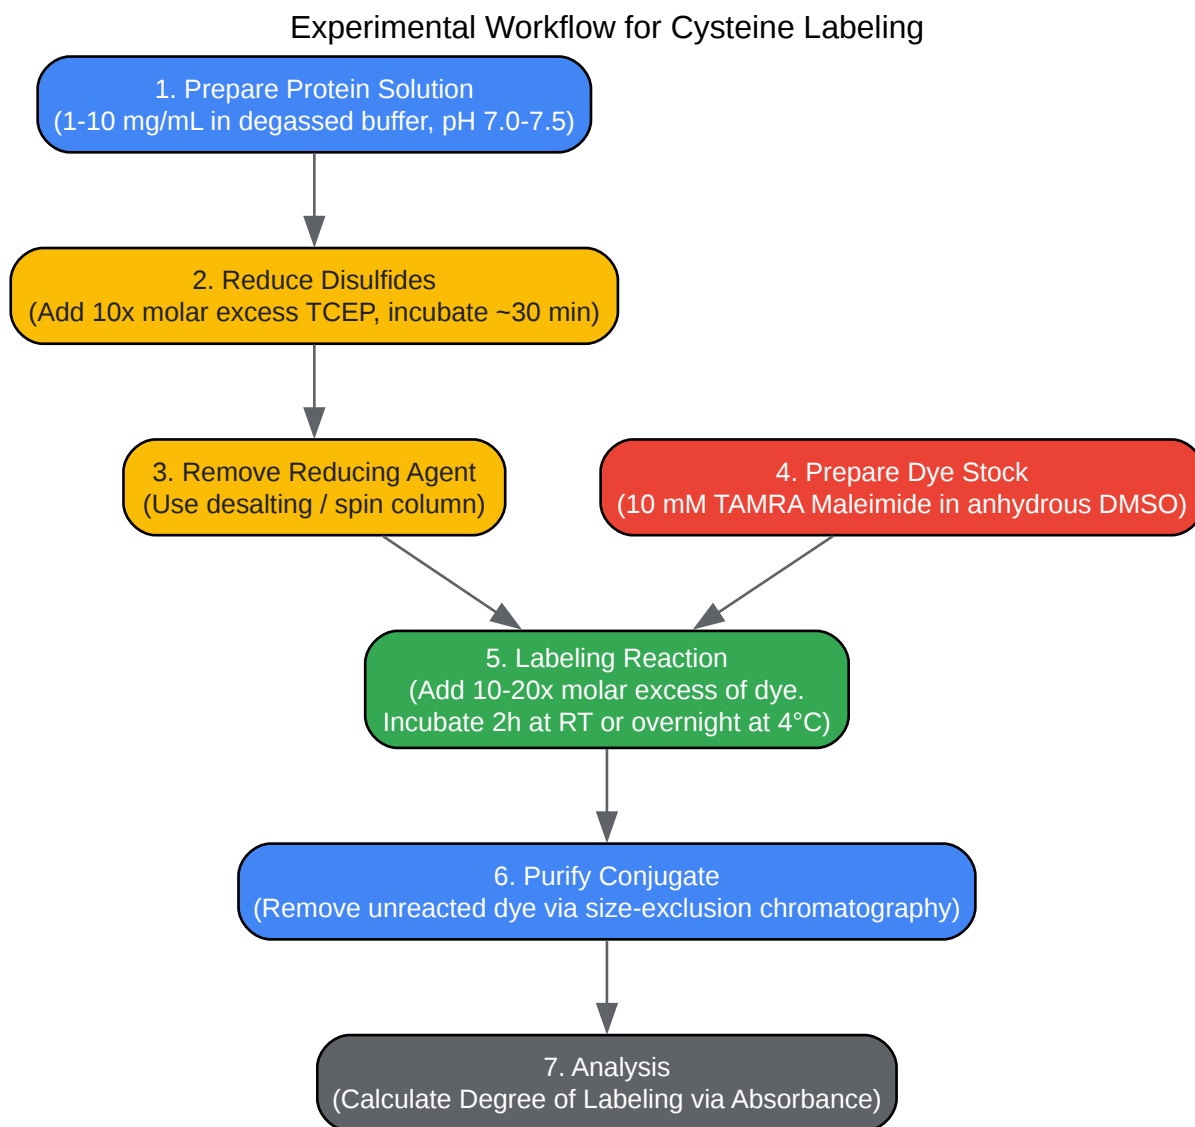 Experimental Workflow for Cysteine Labeling
1. Prepare Protein Solution
(1-10 mg/mL in degassed buffer, pH 7.0-7.5)
2. Reduce Disulfides
(Add 10x molar excess TCEP, incubate ~30 min)
3. Remove Reducing Agent
(Use desalting / spin column)
4. Prepare Dye Stock
(10 mM TAMRA Maleimide in anhydrous DMSO)
5. Labeling Reaction
(Add 10-20x molar excess of dye.
Incubate 2h at RT or overnight at 4°C)
6. Purify Conjugate
(Remove unreacted dye via size-exclusion chromatography)
7. Analysis
(Calculate Degree of Labeling via Absorbance)